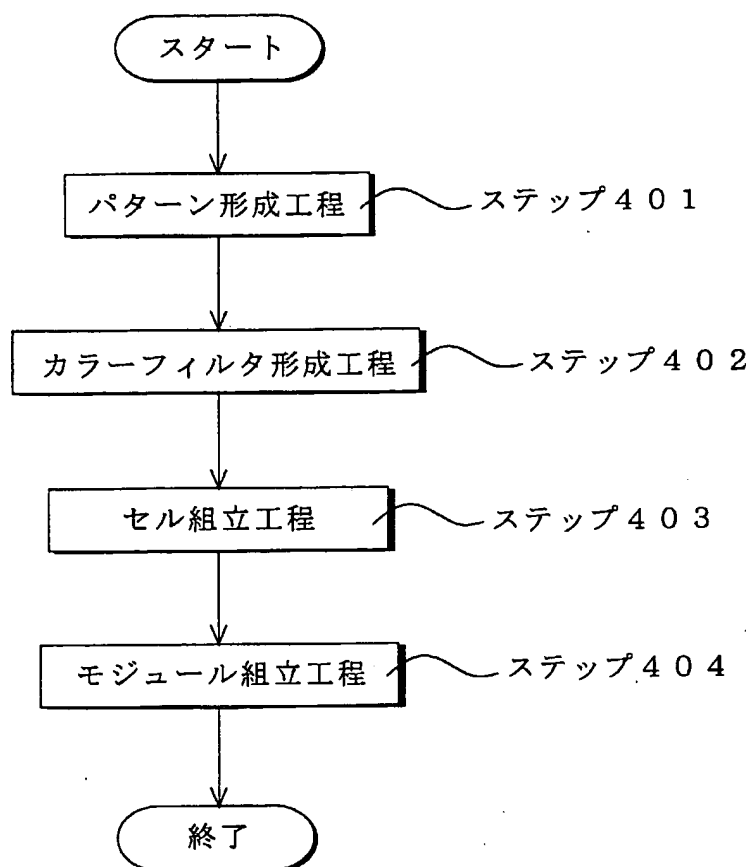 スタート
パターン形成工程 ステップ401
カラーフィルタ形成工程 ステップ402
セル組立工程 ステップ403
モジュール組立工程 ステップ404
終了